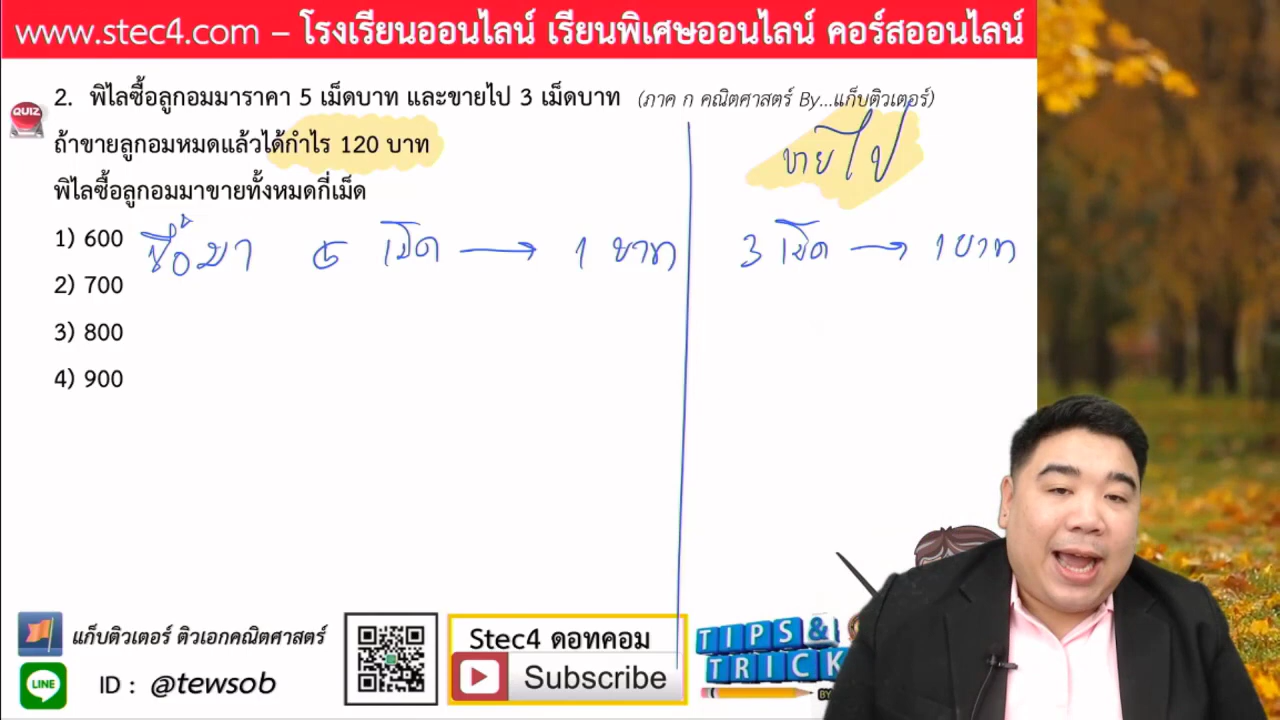 www.stec4.com – โรงเรียนออนไลน์ เรียนพิเศษออนไลน์ คอร์สออนไลน์
QUIZ
2. พิไลซื้อลูกอมมาราคา 5 เม็ดบาท และขายไป 3 เม็ดบาท (ภาค ก คณิตศาสตร์ By...แก็บติวเตอร์)
ถ้าขายลูกอมหมดแล้วได้กำไร 120 บาท
ขายไป
พิไลซื้อลูกอมมาขายทั้งหมดกี่เม็ด
1) 600
ซื้อมา 5 เม็ด → 1 บาท
3 เม็ด → 1 บาท
2) 700
3) 800
4) 900
แก็บติวเตอร์ ติวเอกคณิตศาสตร์
LINE
ID : @tewsob
Stec4 ดอทคอม
Subscribe
TIPS &
TRICK
BY